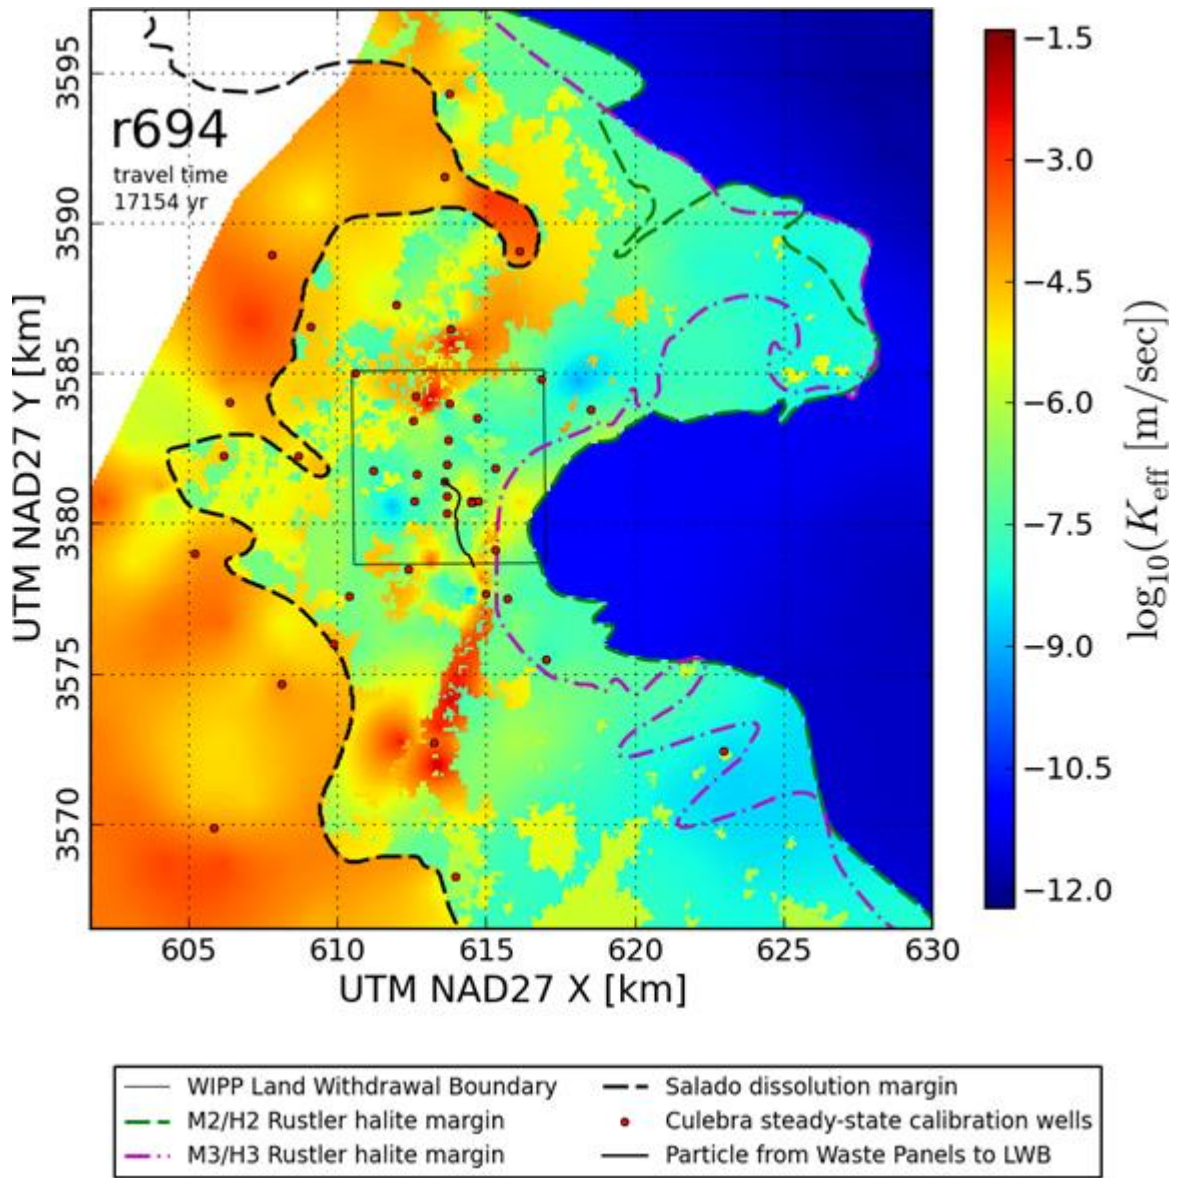 r694
travel time
17154 yr
3595
3590
3585
3580
3575
3570
UTM NAD27 Y [km]
605
610
615
620
625
630
UTM NAD27 X [km]
−1.5
−3.0
−4.5
−6.0
−7.5
−9.0
−10.5
−12.0
log10(Keff [m/sec])
WIPP Land Withdrawal Boundary
M2/H2 Rustler halite margin
M3/H3 Rustler halite margin
Salado dissolution margin
Culebra steady-state calibration wells
Particle from Waste Panels to LWB